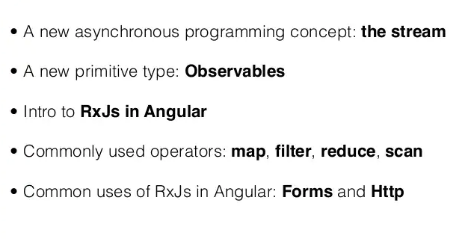 • A new asynchronous programming concept: the stream
• A new primitive type: Observables
• Intro to RxJs in Angular
• Commonly used operators: map, filter, reduce, scan
• Common uses of RxJs in Angular: Forms and Http